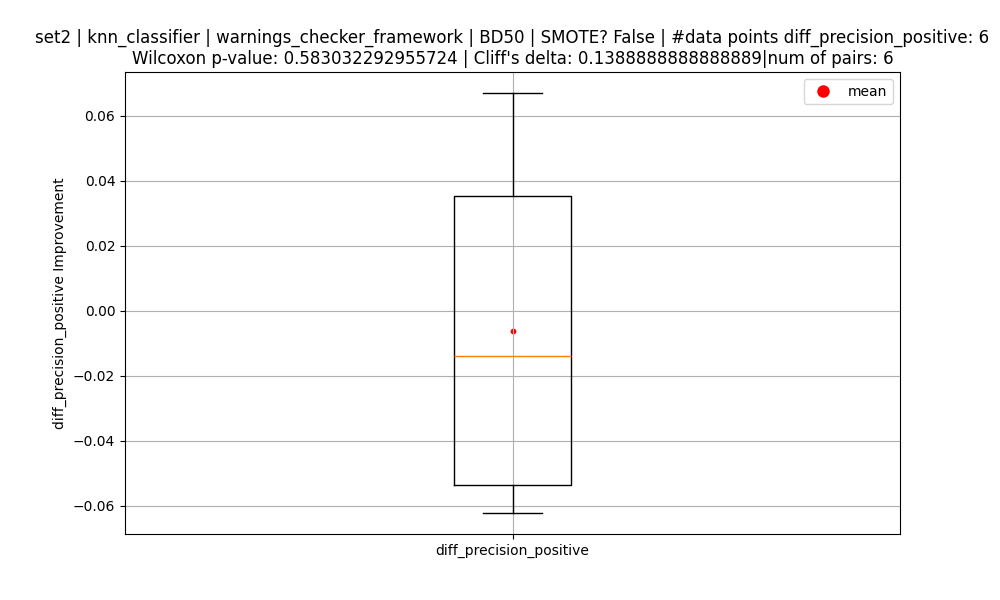 set2 | knn_classifier | warnings_checker_framework | BD50 | SMOTE? False | #data points diff_precision_positive: 6
Wilcoxon p-value: 0.583032292955724 | Cliff's delta: 0.1388888888888889|num of pairs: 6
mean
0.06
0.04
0.02
0.00
−0.02
−0.04
−0.06
diff_precision_positive Improvement
diff_precision_positive